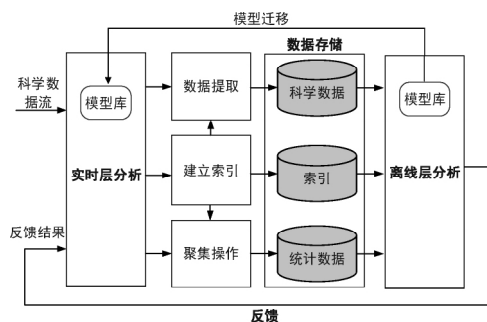 模型迁移
数据存储
科学数
据流
模型库
数据提取
科学数据
模型库
实时层分析
建立索引
索引
离线层分析
反馈结果
聚集操作
统计数据
反馈